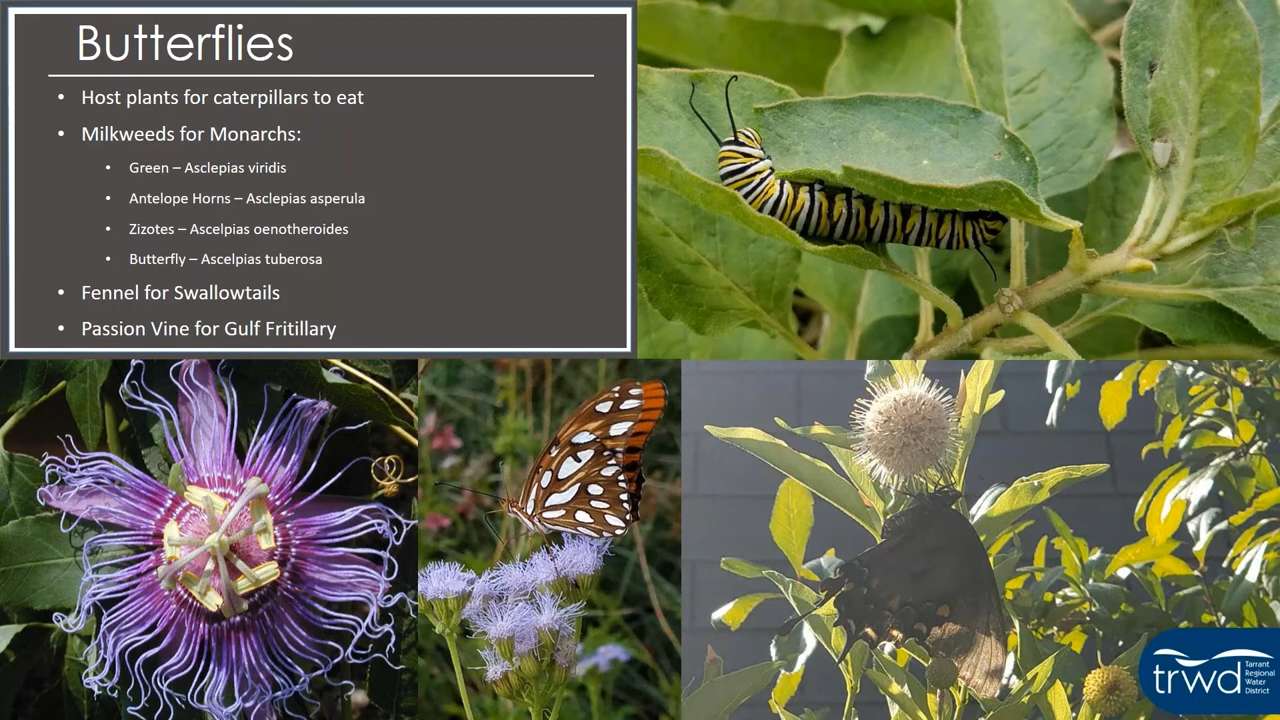 Butterflies
• Host plants for caterpillars to eat
• Milkweeds for Monarchs:
• Green – Asclepias viridis
• Antelope Horns – Asclepias asperula
• Zizotes – Ascelpias oenotheroides
• Butterfly – Ascelpias tuberosa
• Fennel for Swallowtails
• Passion Vine for Gulf Fritillary
trwd
Tarrant
Regional
Water
District